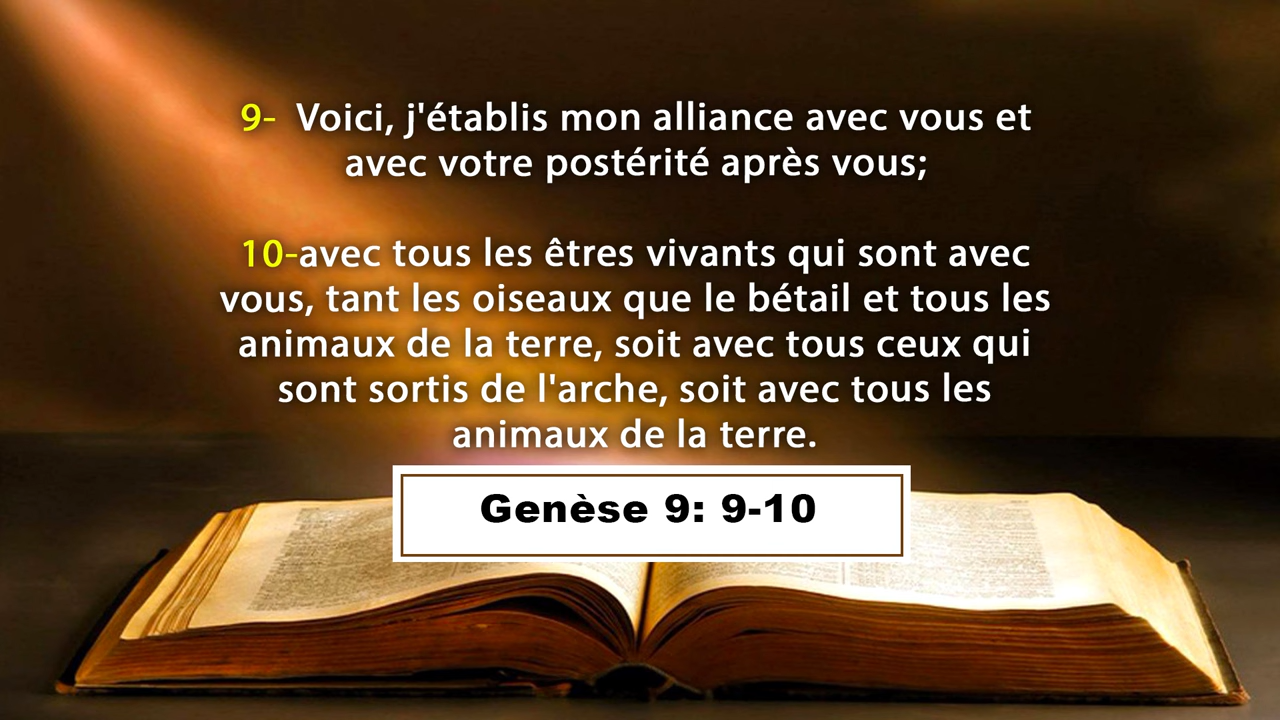 9-  Voici, j'établis mon alliance avec vous et
avec votre postérité après vous;
10-avec tous les êtres vivants qui sont avec
vous, tant les oiseaux que le bétail et tous les
animaux de la terre, soit avec tous ceux qui
sont sortis de l'arche, soit avec tous les
animaux de la terre.
Genèse 9: 9-10